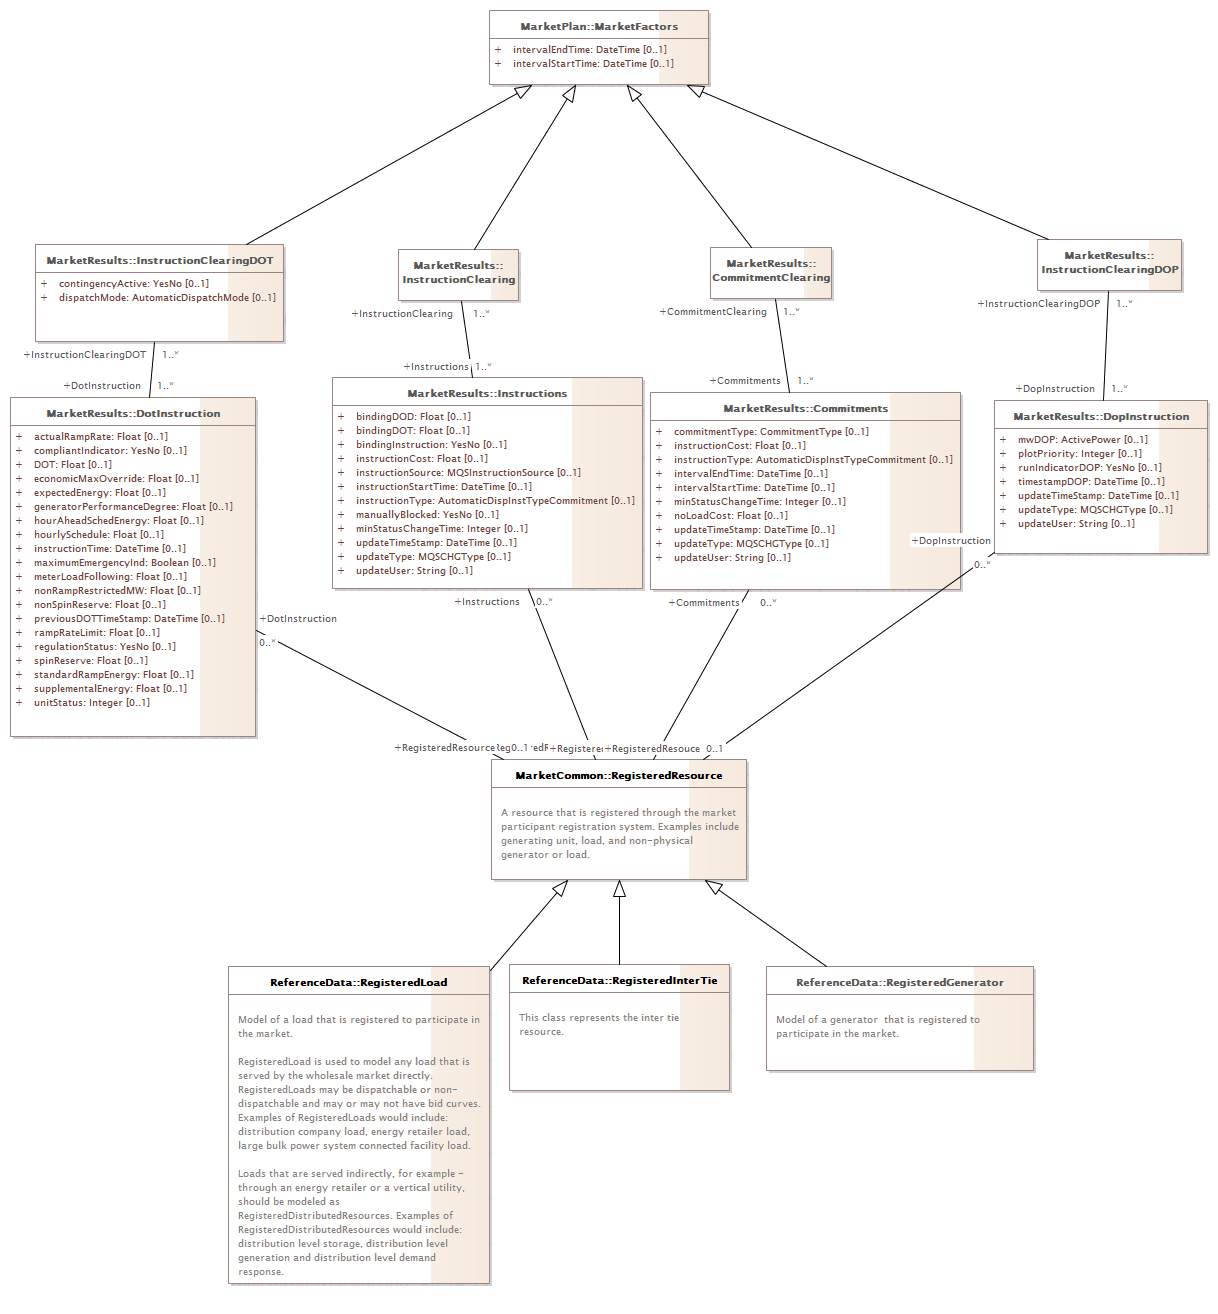 MarketPlan::MarketFactors
+ intervalEndTime: DateTime [0..1]
+ intervalStartTime: DateTime [0..1]
MarketResults::InstructionClearingDOT
+ contingencyActive: YesNo [0..1]
+ dispatchMode: AutomaticDispatchMode [0..1]
MarketResults::
InstructionClearing
MarketResults::
CommitmentClearing
MarketResults::
InstructionClearingDOP
+InstructionClearingDOT 1..*
+DotInstruction 1..*
+InstructionClearing 1..*
+Instructions 1..*
+CommitmentClearing 1..*
+Commitments 1..*
+InstructionClearingDOP 1..*
+DopInstruction 1..*
MarketResults::DotInstruction
+ actualRampRate: Float [0..1]
+ compliantIndicator: YesNo [0..1]
+ DOT: Float [0..1]
+ economicMaxOverride: Float [0..1]
+ expectedEnergy: Float [0..1]
+ generatorPerformanceDegree: Float [0..1]
+ hourAheadSchedEnergy: Float [0..1]
+ hourlySchedule: Float [0..1]
+ instructionTime: DateTime [0..1]
+ maximumEmergencyInd: Boolean [0..1]
+ meterLoadFollowing: Float [0..1]
+ nonRampRestrictedMW: Float [0..1]
+ nonSpinReserve: Float [0..1]
+ previousDOTTimeStamp: DateTime [0..1]
+ rampRateLimit: Float [0..1]
+ regulationStatus: YesNo [0..1]
+ spinReserve: Float [0..1]
+ standardRampEnergy: Float [0..1]
+ supplementalEnergy: Float [0..1]
+ unitStatus: Integer [0..1]
MarketResults::Instructions
+ bindingDOD: Float [0..1]
+ bindingDOT: Float [0..1]
+ bindingInstruction: YesNo [0..1]
+ instructionCost: Float [0..1]
+ instructionSource: MQSInstructionSource [0..1]
+ instructionStartTime: DateTime [0..1]
+ instructionType: AutomaticDispInstTypeCommitment [0..1]
+ manuallyBlocked: YesNo [0..1]
+ minStatusChangeTime: Integer [0..1]
+ updateTimeStamp: DateTime [0..1]
+ updateType: MQSCHGType [0..1]
+ updateUser: String [0..1]
MarketResults::Commitments
+ commitmentType: CommitmentType [0..1]
+ instructionCost: Float [0..1]
+ instructionType: AutomaticDispInstTypeCommitment [0..1]
+ intervalEndTime: DateTime [0..1]
+ intervalStartTime: DateTime [0..1]
+ minStatusChangeTime: Integer [0..1]
+ noLoadCost: Float [0..1]
+ updateTimeStamp: DateTime [0..1]
+ updateType: MQSCHGType [0..1]
+ updateUser: String [0..1]
MarketResults::DopInstruction
+ mwDOP: ActivePower [0..1]
+ plotPriority: Integer [0..1]
+ runIndicatorDOP: YesNo [0..1]
+ timestampDOP: DateTime [0..1]
+ updateTimeStamp: DateTime [0..1]
+ updateType: MQSCHGType [0..1]
+ updateUser: String [0..1]
+DotInstruction
0..*
+Instructions 0..*
+Commitments 0..*
+DopInstruction
0..*
+RegisteredResource 0..1 +RegisteredResouce 0..1
MarketCommon::RegisteredResource
A resource that is registered through the market
participant registration system. Examples include
generating unit, load, and non-physical
generator or load.
ReferenceData::RegisteredLoad
Model of a load that is registered to participate in
the market.
RegisteredLoad is used to model any load that is
served by the wholesale market directly.
RegisteredLoads may be dispatchable or non-
dispatchable and may or may not have bid curves.
Examples of RegisteredLoads would include:
distribution company load, energy retailer load,
large bulk power system connected facility load.
Loads that are served indirectly, for example -
through an energy retailer or a vertical utility,
should be modeled as
RegisteredDistributedResources. Examples of
RegisteredDistributedResources would include:
distribution level storage, distribution level
generation and distribution level demand
response.
ReferenceData::RegisteredInterTie
This class represents the inter tie
resource.
ReferenceData::RegisteredGenerator
Model of a generator that is registered to
participate in the market.